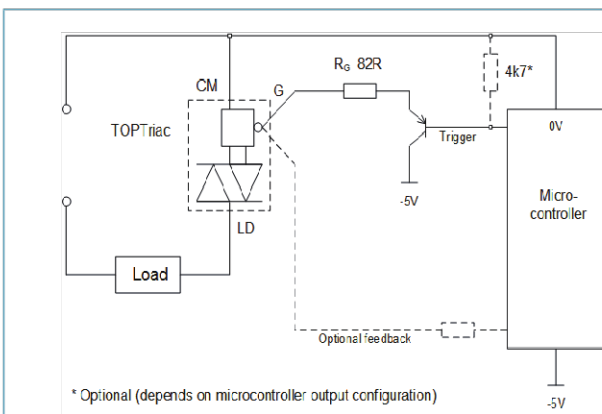 R_G 82R
4k7*
CM
G
TOPTriac
Trigger
0V
Micro-
controller
-5V
LD
Load
Optional feedback
* Optional (depends on microcontroller output configuration)
-5V